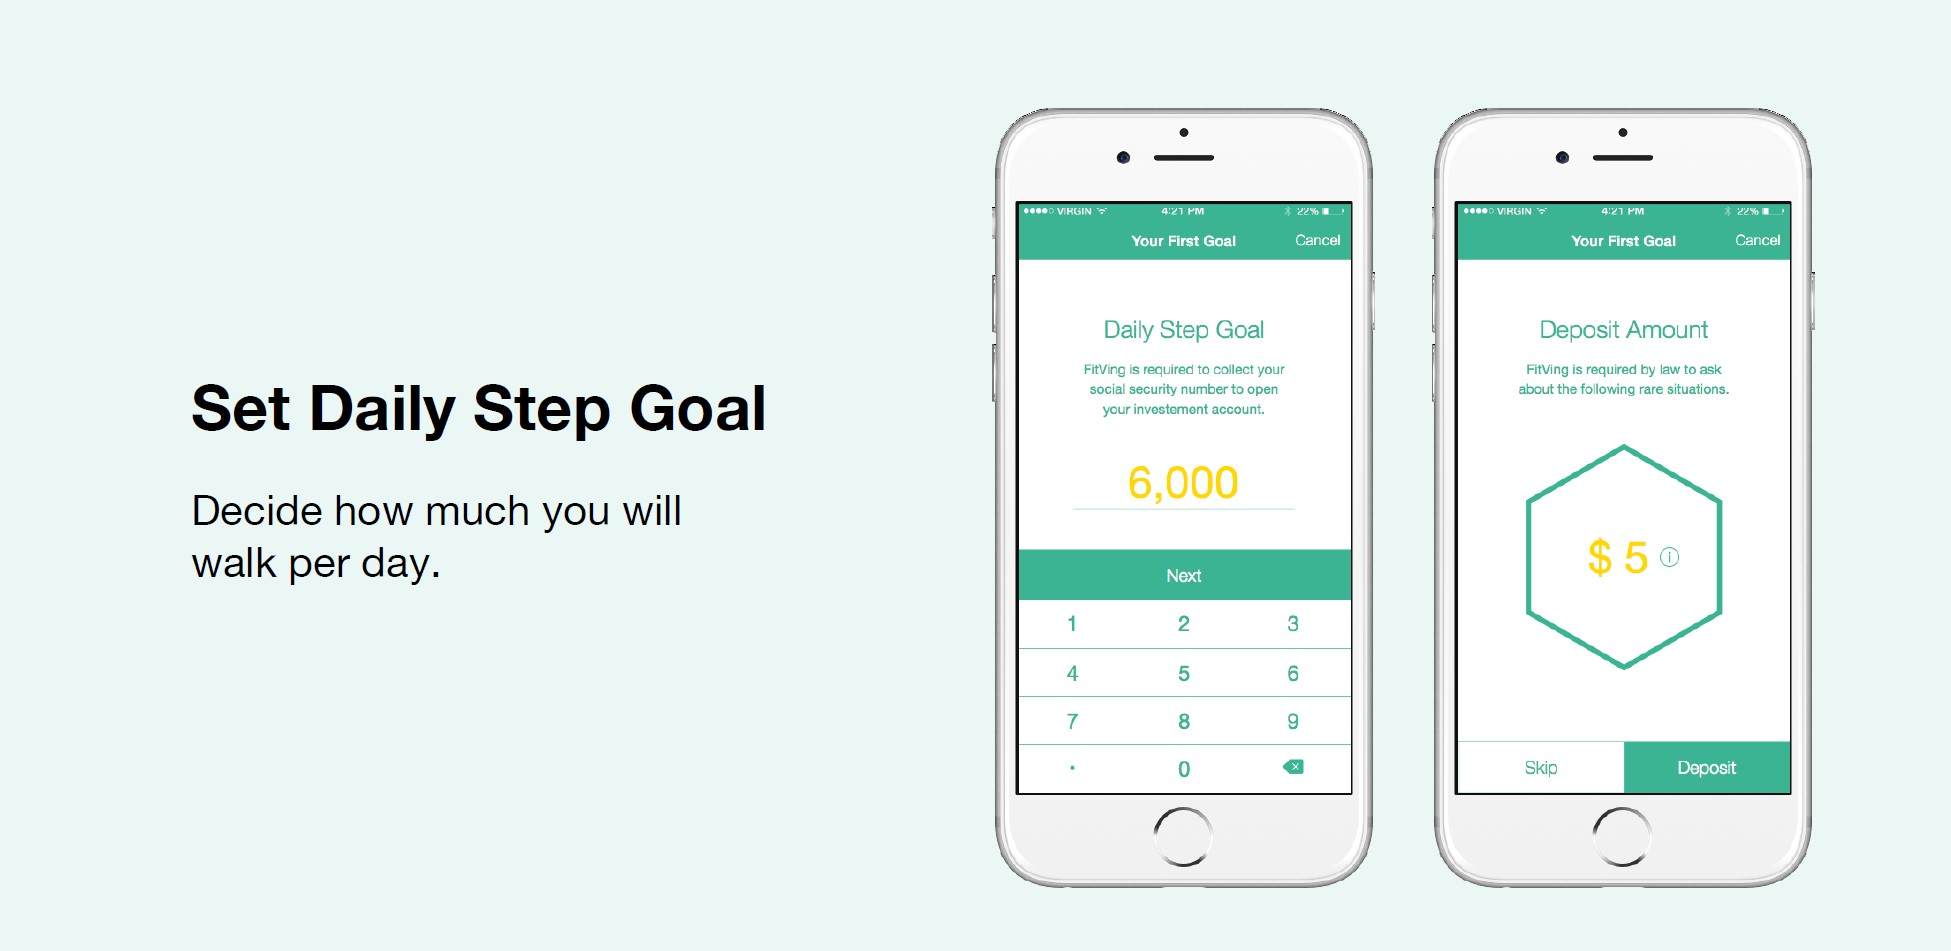 Set Daily Step Goal
Decide how much you will
walk per day.
VIRGIN 4:21 PM 22%
Your First Goal Cancel
Daily Step Goal
FitVing is required to collect your
social security number to open
your investement account.
6,000
Next
1 2 3
4 5 6
7 8 9
. 0
VIRGIN 4:21 PM 22%
Your First Goal Cancel
Deposit Amount
FitVing is required by law to ask
about the following rare situations.
$ 5 i
Skip Deposit